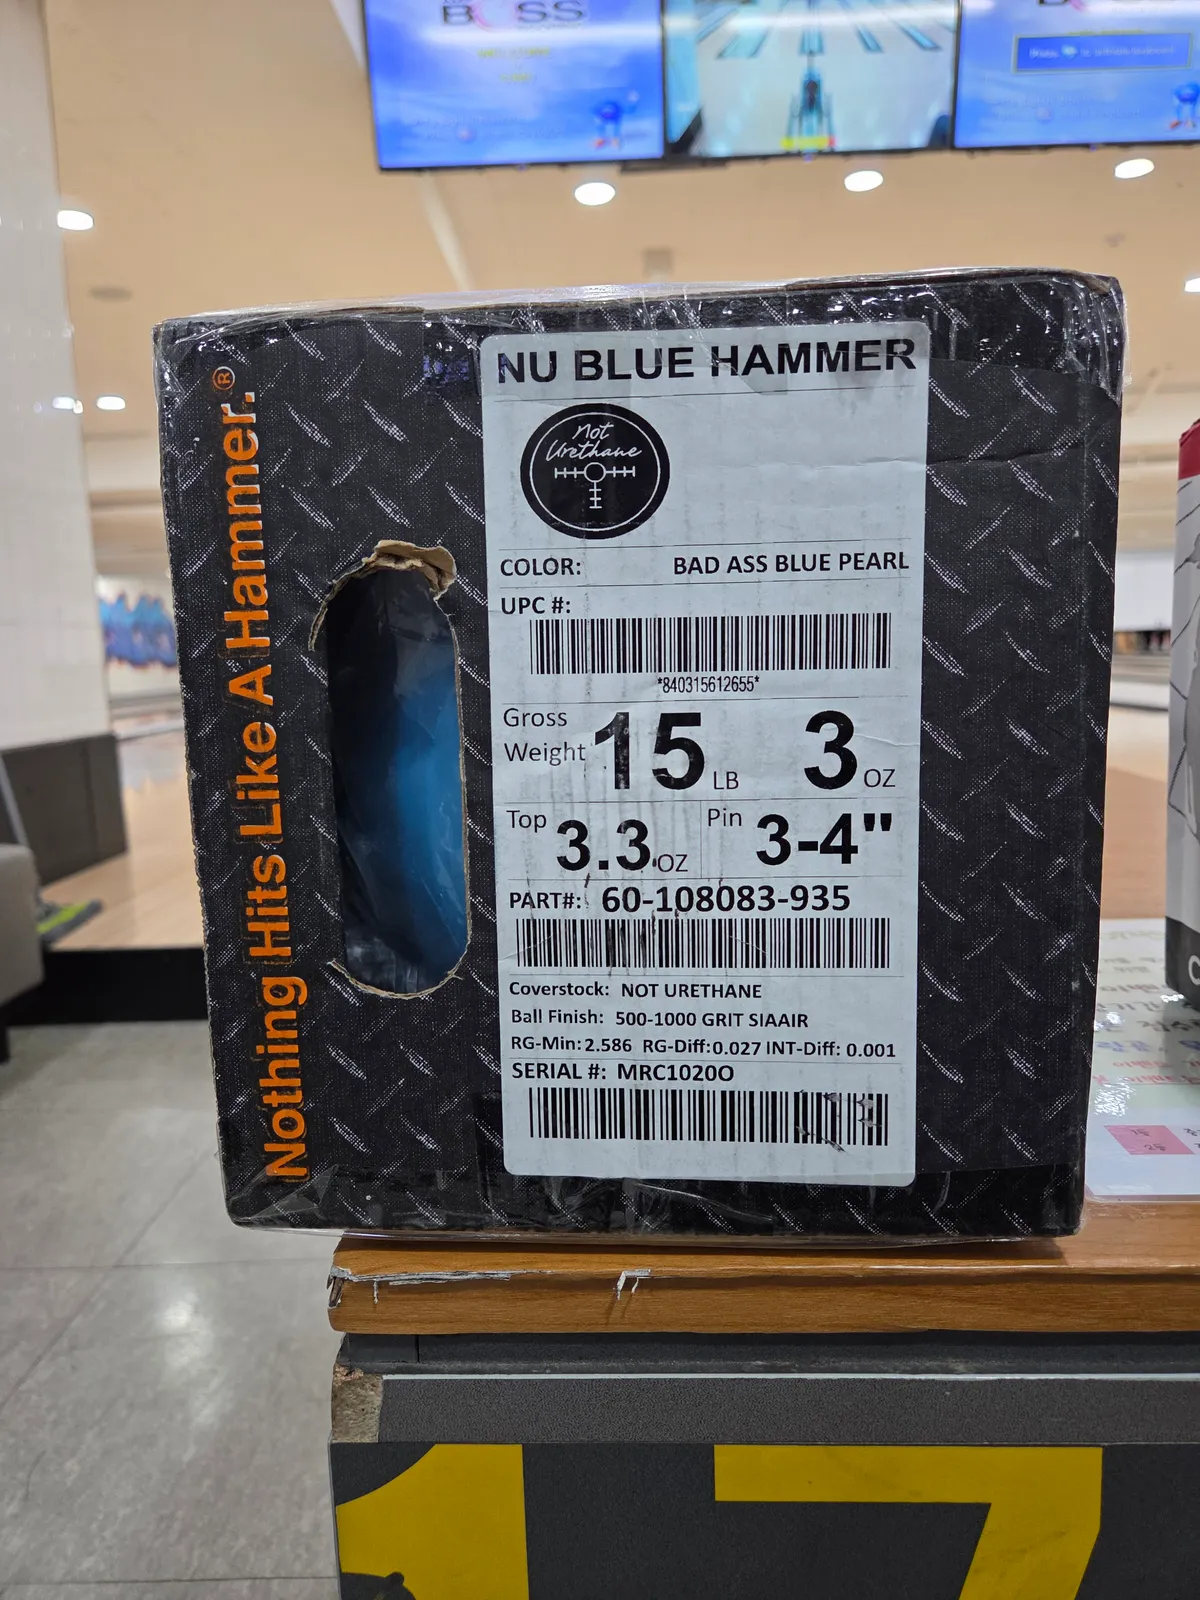 BOSS
NU BLUE HAMMER
Not
Urethane
COLOR: BAD ASS BLUE PEARL
UPC #:
*840315612655*
Gross
Weight 15 LB 3 OZ
Top 3.3 OZ Pin 3-4"
PART#: 60-108083-935
Coverstock: NOT URETHANE
Ball Finish: 500-1000 GRIT SIAAIR
RG-Min:2.586 RG-Diff:0.027 INT-Diff: 0.001
SERIAL #: MRC1020O
Nothing Hits Like A Hammer.®
17